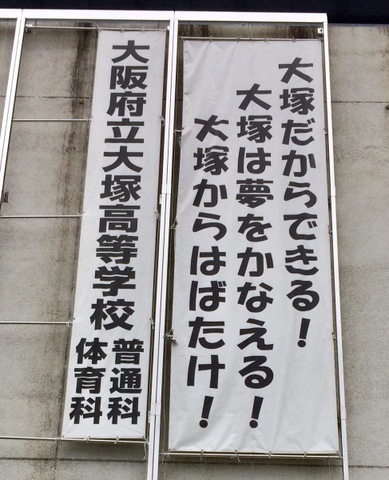 大塚だからできる！
大塚は夢をかなえる！
大塚からはばたけ！
大阪府立大塚高等学校
普通科
体育科